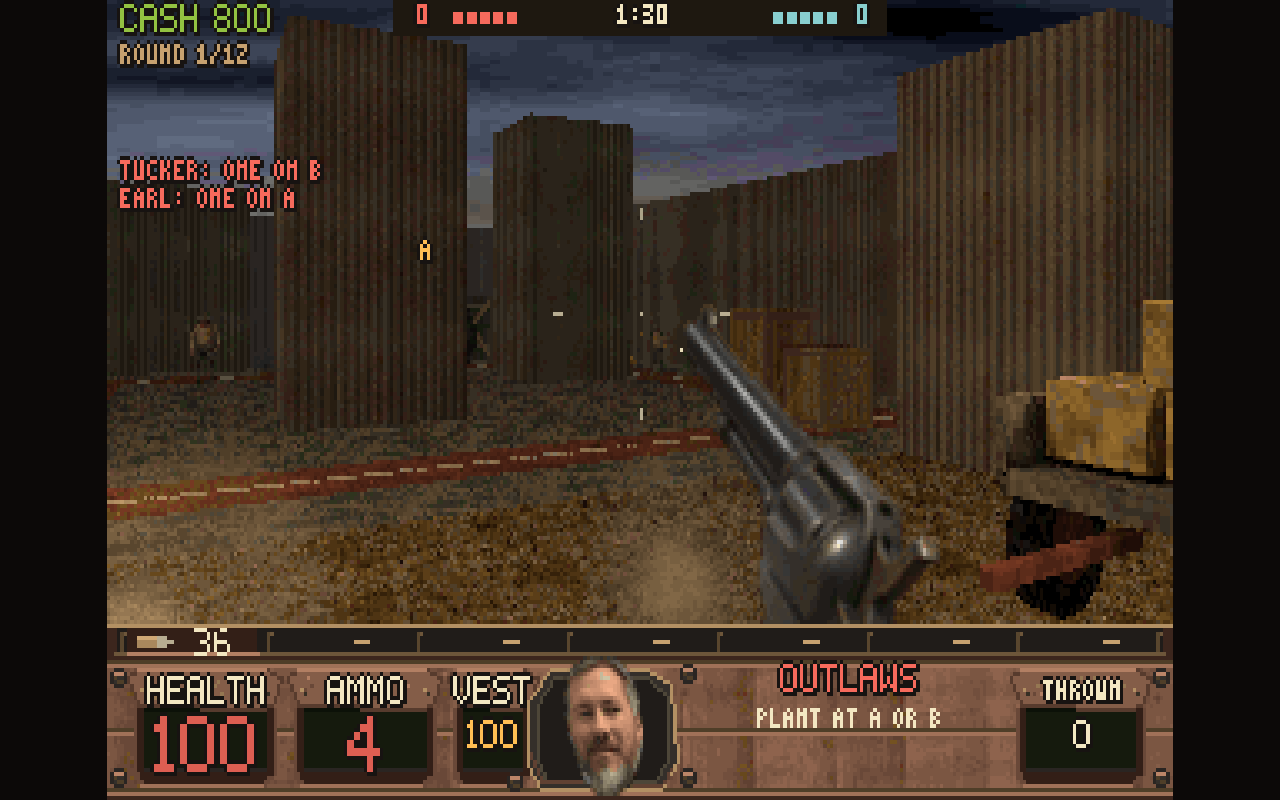 CASH 800
0 1:30 0
ROUND 1/12
TUCKER: ONE ON B
EARL: ONE ON A
A
36
HEALTH AMMO VEST OUTLAWS THROWN
100 4 100 PLANT AT A OR B 0